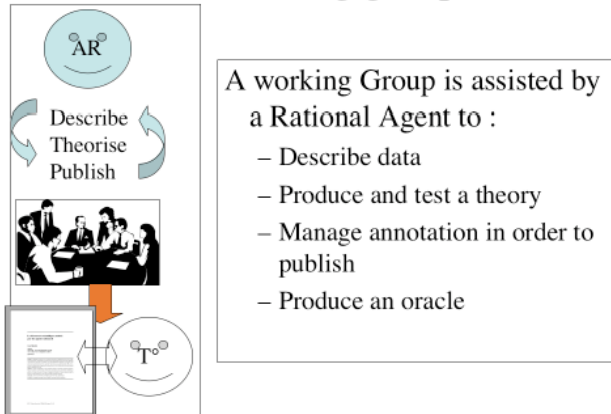 AR
Describe
Theorise
Publish
T°
A working Group is assisted by
a Rational Agent to :
– Describe data
– Produce and test a theory
– Manage annotation in order to
publish
– Produce an oracle